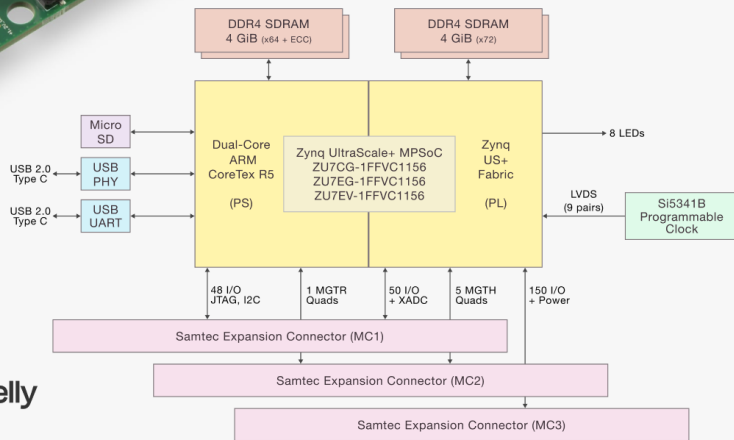 DDR4 SDRAM
4 GiB (x64 + ECC)
DDR4 SDRAM
4 GiB (x72)
Micro
SD
USB 2.0
Type C
USB
PHY
USB 2.0
Type C
USB
UART
Dual-Core
ARM
CoreTex R5
(PS)
Zynq UltraScale+ MPSoC
ZU7CG-1FFVC1156
ZU7EG-1FFVC1156
ZU7EV-1FFVC1156
Zynq
US+
Fabric
(PL)
8 LEDs
LVDS
(9 pairs)
Si5341B
Programmable
Clock
48 I/O
JTAG, I2C
1 MGTR
Quads
50 I/O
+ XADC
5 MGTH
Quads
150 I/O
+ Power
Samtec Expansion Connector (MC1)
Samtec Expansion Connector (MC2)
elly
Samtec Expansion Connector (MC3)